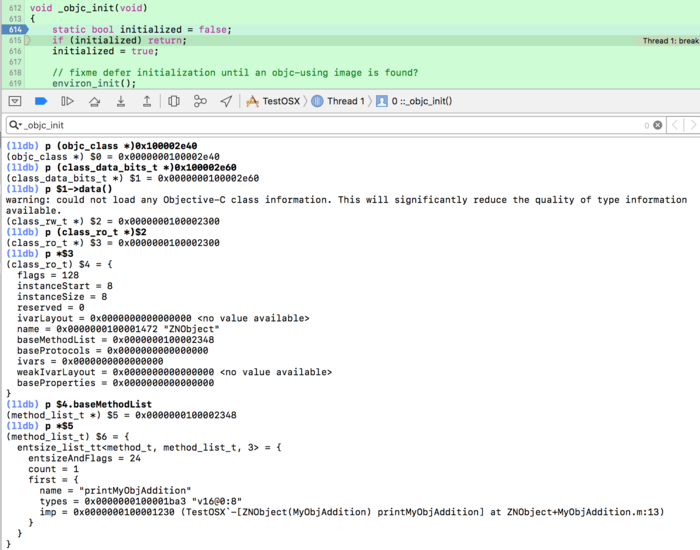 612 void _objc_init(void)
613 {
614 static bool initialized = false;
615 if (initialized) return; Thread 1: break
616 initialized = true;
617
618 // fixme defer initialization until an objc-using image is found?
619 environ_init();
TestOSX Thread 1 0 ::_objc_init()
_objc_init 0
(lldb) p (objc_class *)0x100002e40
(objc_class *) $0 = 0x0000000100002e40
(lldb) p (class_data_bits_t *)0x100002e60
(class_data_bits_t *) $1 = 0x0000000100002e60
(lldb) p $1->data()
warning: could not load any Objective-C class information. This will significantly reduce the quality of type information
available.
(class_rw_t *) $2 = 0x0000000100002300
(lldb) p (class_ro_t *)$2
(class_ro_t *) $3 = 0x0000000100002300
(lldb) p *$3
(class_ro_t) $4 = {
flags = 128
instanceStart = 8
instanceSize = 8
reserved = 0
ivarLayout = 0x0000000000000000 <no value available>
name = 0x0000000100001472 "ZNObject"
baseMethodList = 0x0000000100002348
baseProtocols = 0x0000000000000000
ivars = 0x0000000000000000
weakIvarLayout = 0x0000000000000000 <no value available>
baseProperties = 0x0000000000000000
}
(lldb) p $4.baseMethodList
(method_list_t *) $5 = 0x0000000100002348
(lldb) p *$5
(method_list_t) $6 = {
entsize_list_tt<method_t, method_list_t, 3> = {
entsizeAndFlags = 24
count = 1
first = {
name = "printMyObjAddition"
types = 0x0000000100001ba3 "v16@0:8"
imp = 0x0000000100001230 (TestOSX`-[ZNObject(MyObjAddition) printMyObjAddition] at ZNObject+MyObjAddition.m:13)
}
}
}